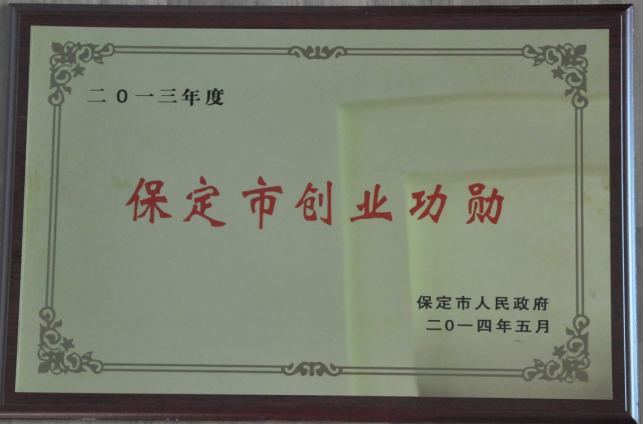 二〇一三年度
保定市创业功勋
保定市人民政府
二〇一四年五月